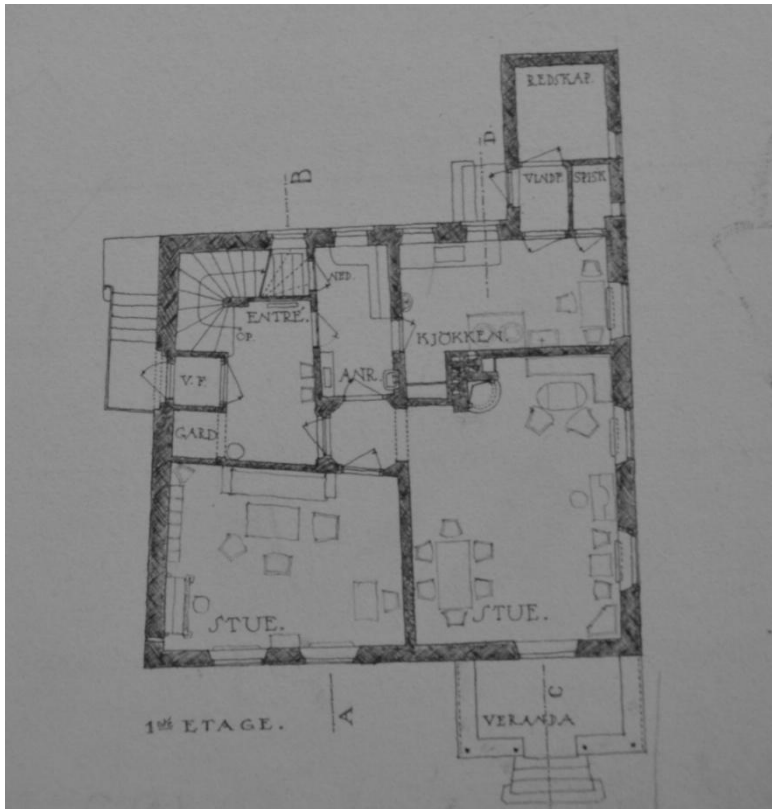 REDSKAP.
D.
VINDF.
SPISK
B
NED.
ENTRÉ.
OP.
KJÖKKEN.
V.F.
ANR.
GARD
STUE.
STUE.
C
VERANDA
A
1STE ETAGE.